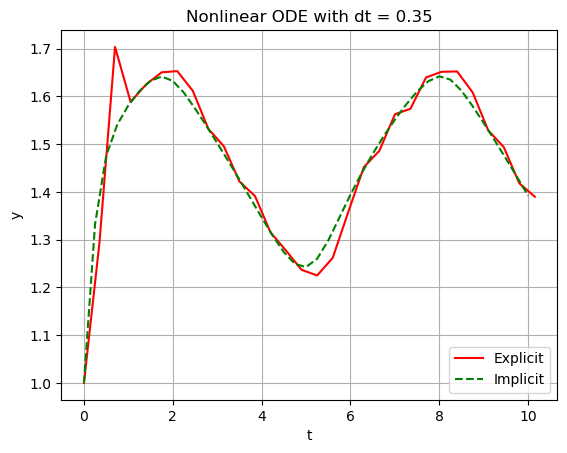 Nonlinear ODE with dt = 0.35
y
1.7
1.6
1.5
1.4
1.3
1.2
1.1
1.0
0 2 4 6 8 10
t
Explicit
Implicit